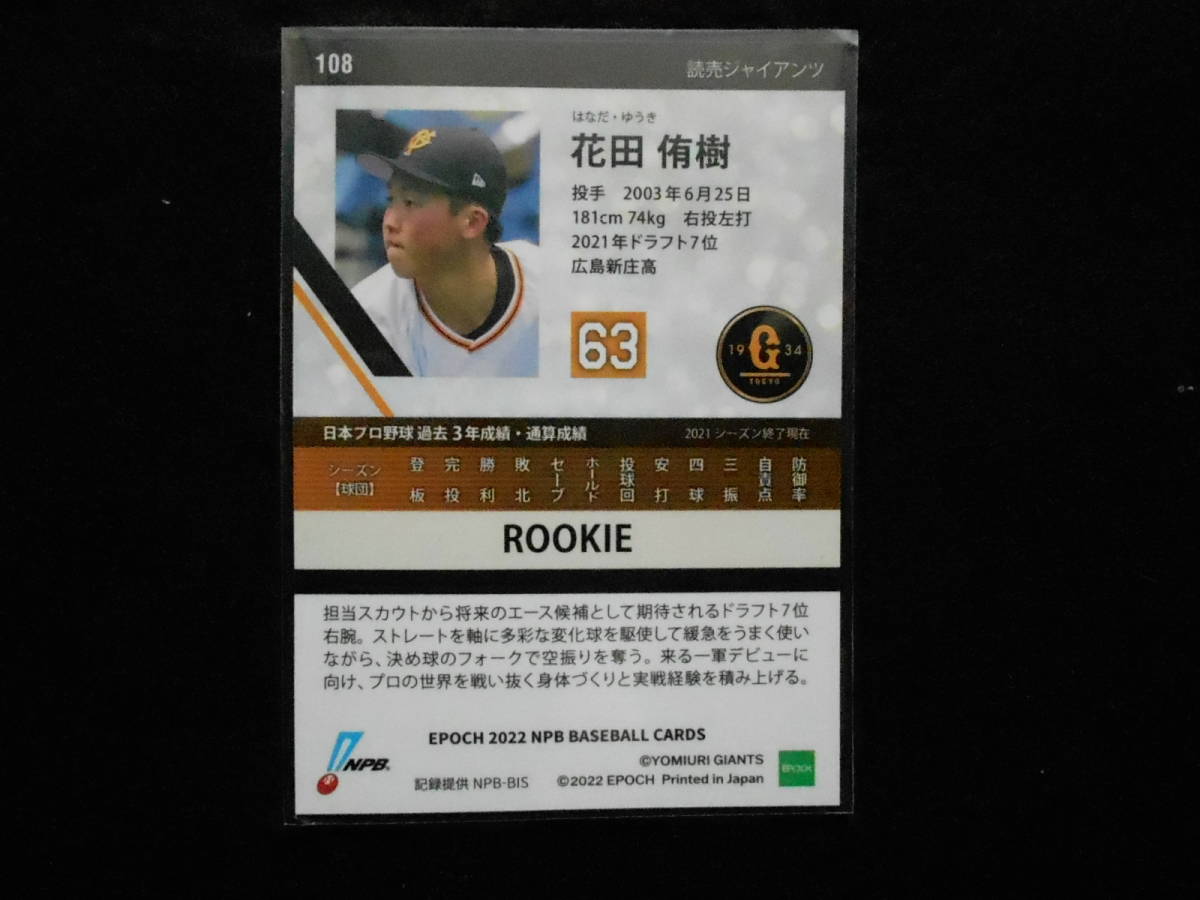 108
読売ジャイアンツ
はなだ・ゆうき
花田 侑樹
投手 2003年6月25日
181cm 74kg 右投左打
2021年ドラフト7位
広島新庄高
63
19 G 34
TOKYO
日本プロ野球 過去3年成績・通算成績 2021 シーズン終了現在
シーズン【球団】 登板 完投 勝利 敗北 セーブ ホールド 投球回 安打 四球 三振 自責点 防御率
ROOKIE
担当スカウトから将来のエース候補として期待されるドラフト7位
右腕。ストレートを軸に多彩な変化球を駆使して緩急をうまく使い
ながら、決め球のフォークで空振りを奪う。来る一軍デビューに
向け、プロの世界を戦い抜く身体づくりと実戦経験を積み上げる。
EPOCH 2022 NPB BASEBALL CARDS
NPB
©YOMIURI GIANTS
記録提供 NPB-BIS ©2022 EPOCH Printed in Japan
EPOCH